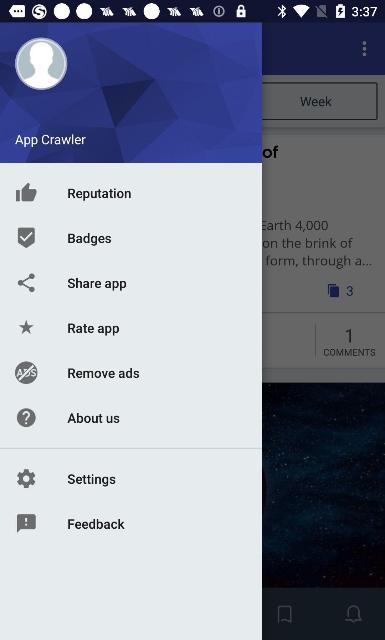 3:37
App Crawler
Week
of
Reputation
Earth 4,000
Badges
on the brink of
form, through a...
Share app
3
Rate app
1
COMMENTS
Remove ads
ADS
About us
Settings
Feedback